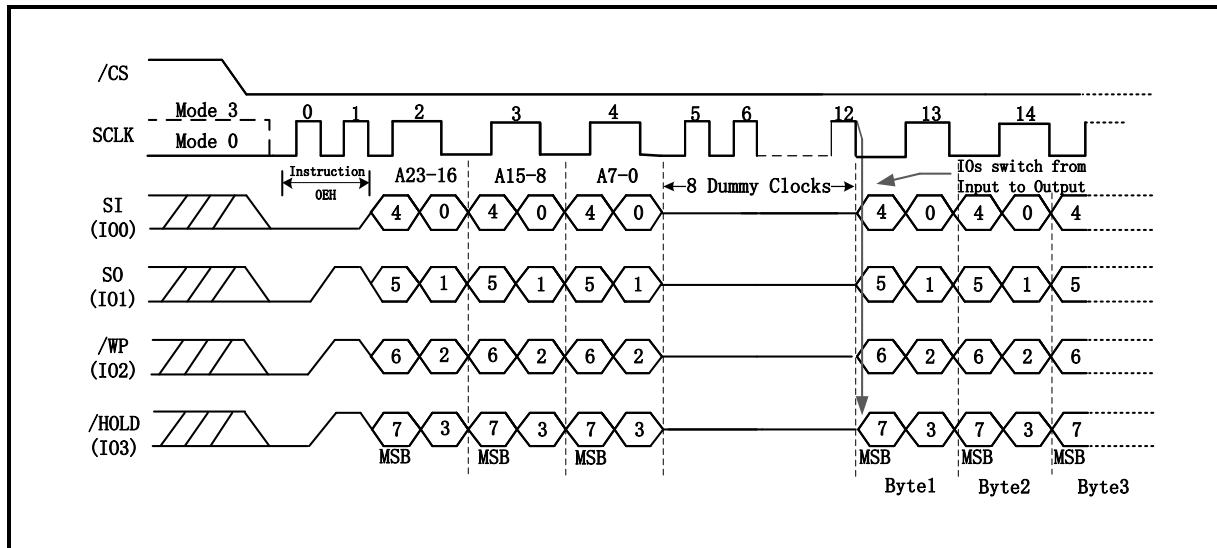 /CS
0 1 2 3 4 5 6 12 13 14
Mode 3
SCLK
Mode 0
Instruction
0EH
A23-16 A15-8 A7-0
8 Dummy Clocks
IOs switch from
Input to Output
SI
(IO0)
4 0 4 0 4 0 4 0 4 0 4
SO
(IO1)
5 1 5 1 5 1 5 1 5 1 5
/WP
(IO2)
6 2 6 2 6 2 6 2 6 2 6
/HOLD
(IO3)
7 3 7 3 7 3 7 3 7 3 7
MSB MSB MSB MSB MSB MSB
Byte1 Byte2 Byte3